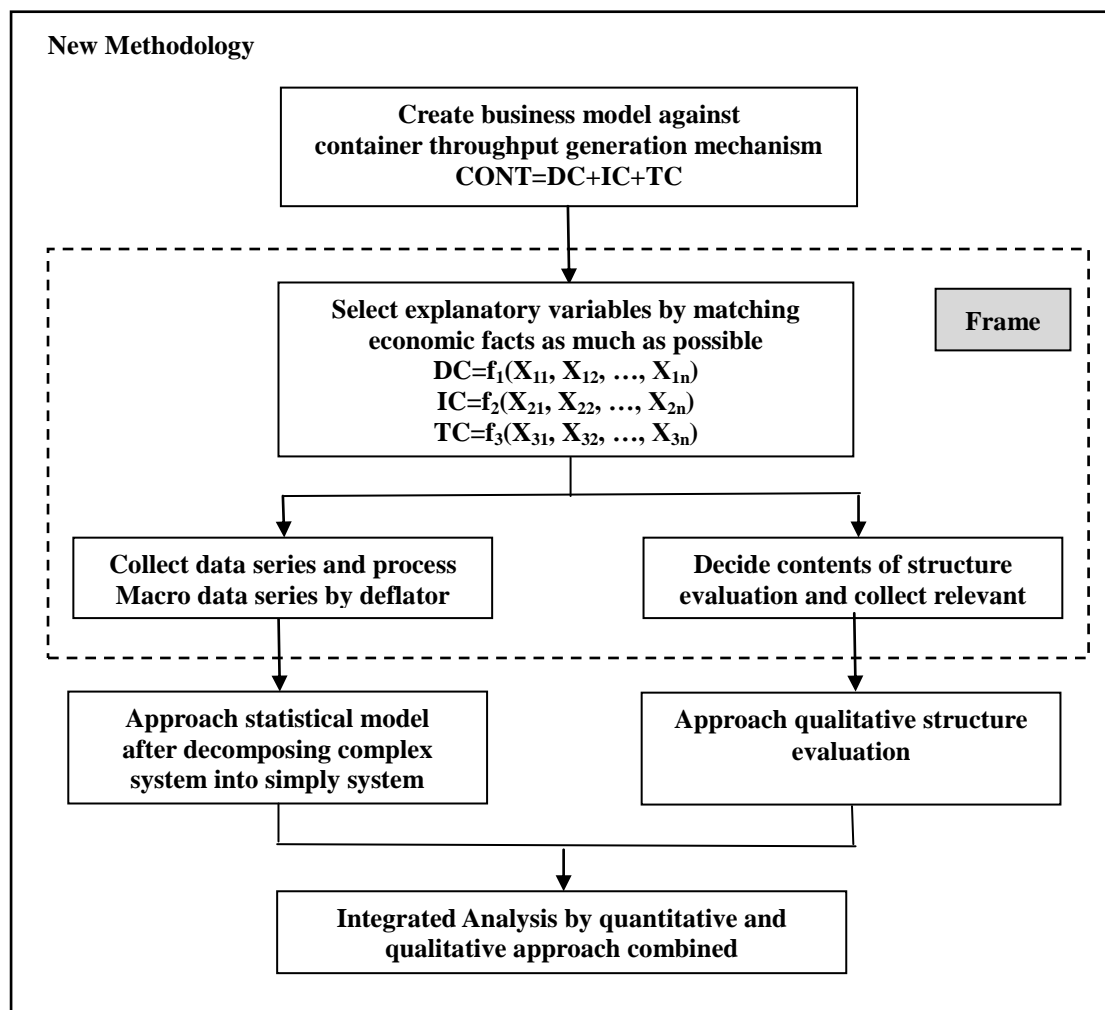 New Methodology
Create business model against
container throughput generation mechanism
CONT=DC+IC+TC
Select explanatory variables by matching
economic facts as much as possible
DC=f₁(X₁₁, X₁₂, …, X₁ₙ)
IC=f₂(X₂₁, X₂₂, …, X₂ₙ)
TC=f₃(X₃₁, X₃₂, …, X₃ₙ)
Frame
Collect data series and process
Macro data series by deflator
Decide contents of structure
evaluation and collect relevant
Approach statistical model
after decomposing complex
system into simply system
Approach qualitative structure
evaluation
Integrated Analysis by quantitative and
qualitative approach combined